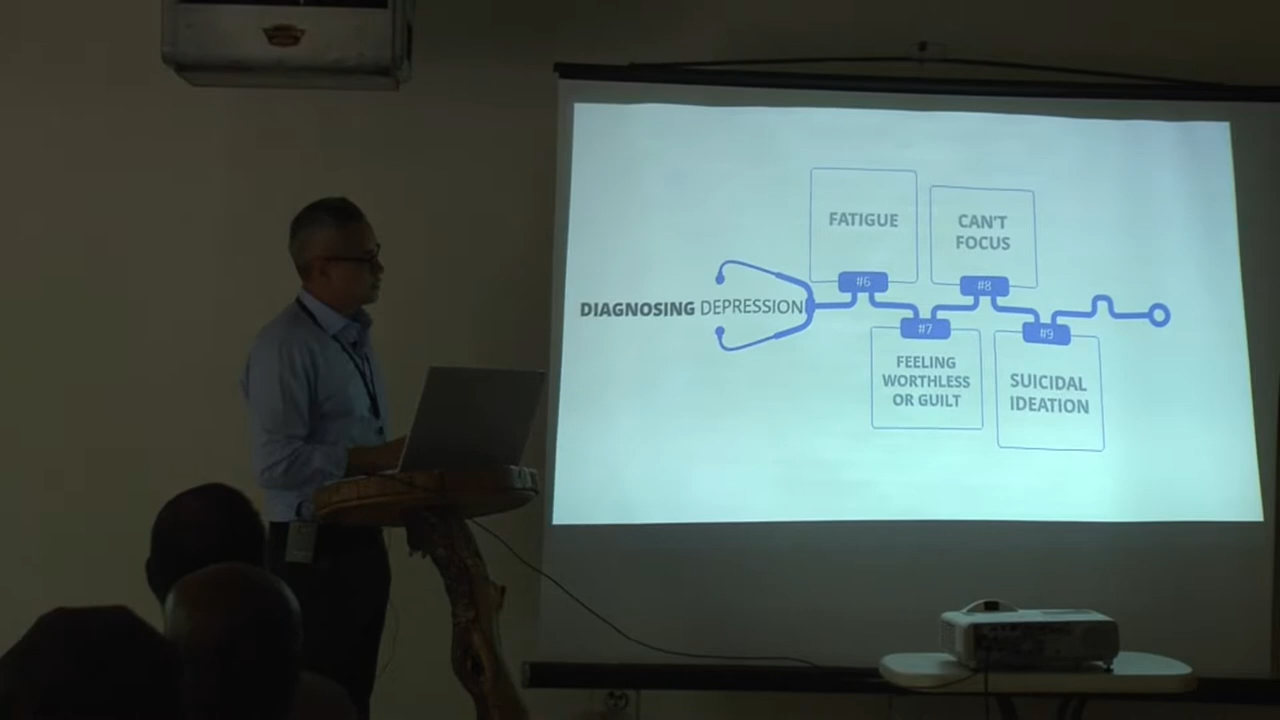 FATIGUE
CAN'T
FOCUS
#6
#8
DIAGNOSING DEPRESSION
#7
#9
FEELING
WORTHLESS
OR GUILT
SUICIDAL
IDEATION